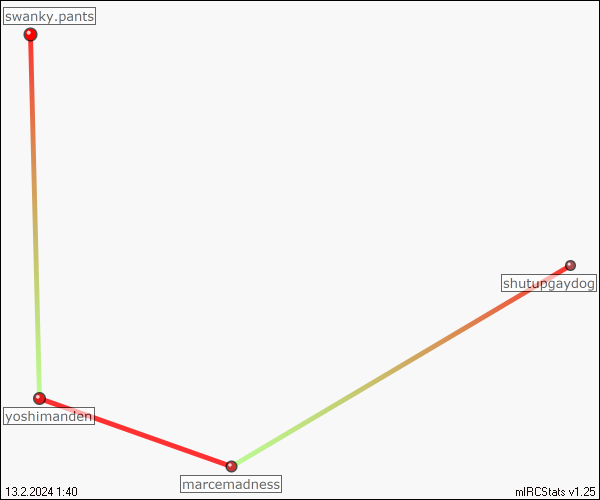 swanky.pants
shutupgaydog
yoshimanden
marcemadness
13.2.2024 1:40
mIRCStats v1.25